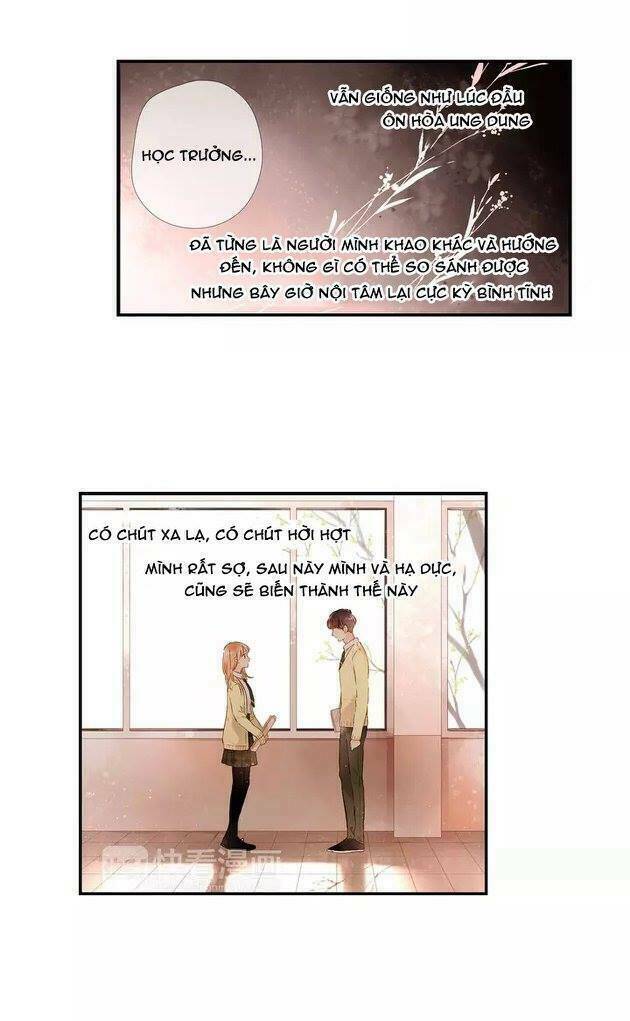 VẪN GIỐNG NHƯ LÚC ĐẦU
ÔN HÒA UNG DUNG
HỌC TRƯỞNG...
ĐÃ TỪNG LÀ NGƯỜI MÌNH KHAO KHÁC VÀ HƯỚNG
ĐẾN, KHÔNG GÌ CÓ THỂ SO SÁNH ĐƯỢC
NHƯNG BÂY GIỜ NỘI TÂM LẠI CỰC KỲ BÌNH TĨNH
CÓ CHÚT XA LẠ, CÓ CHÚT HỜI HỢT
MÌNH RẤT SỢ, SAU NÀY MÌNH VÀ HẠ DỰC,
CŨNG SẼ BIẾN THÀNH THẾ NÀY
快看漫画